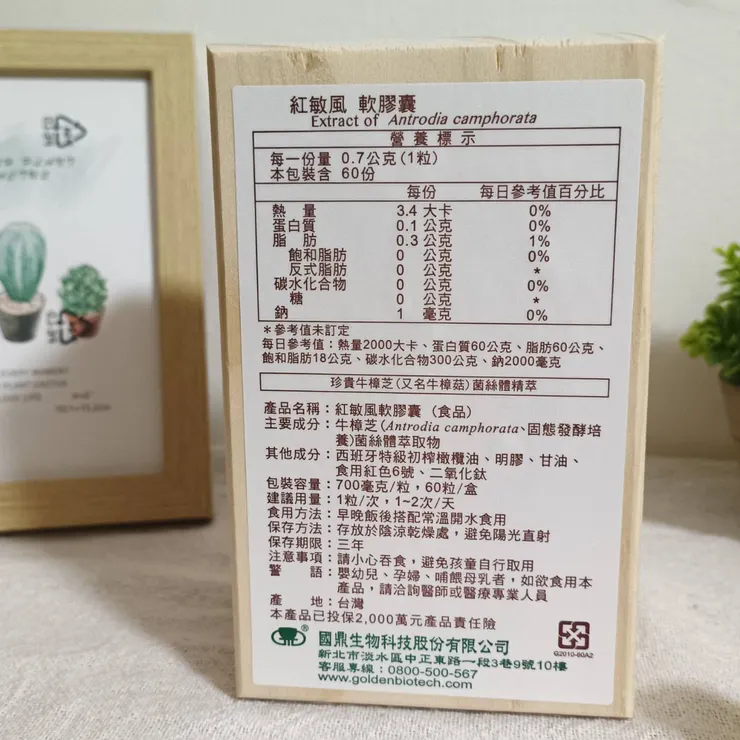 紅敏風 軟膠囊
Extract of Antrodia camphorata
營養標示
每一份量 0.7公克(1粒)
本包裝含 60份
每份 每日參考值百分比
熱量 3.4 大卡 0%
蛋白質 0.1 公克 0%
脂肪 0.3 公克 1%
飽和脂肪 0 公克 0%
反式脂肪 0 公克 *
碳水化合物 0 公克 0%
糖 0 公克 *
鈉 1 毫克 0%
*參考值未訂定
每日參考值：熱量2000大卡、蛋白質60公克、脂肪60公克、
飽和脂肪18公克、碳水化合物300公克、鈉2000毫克
珍貴牛樟芝(又名牛樟菇)菌絲體精萃
產品名稱：紅敏風軟膠囊 (食品)
主要成分：牛樟芝(Antrodia camphorata、固態發酵培
養)菌絲體萃取物
其他成分：西班牙特級初榨橄欖油、明膠、甘油、
食用紅色6號、二氧化鈦
包裝容量：700毫克/粒，60粒/盒
建議用量：1粒/次，1~2次/天
食用方法：早晚飯後搭配常溫開水食用
保存方法：存放於陰涼乾燥處，避免陽光直射
保存期限：三年
注意事項：請小心吞食，避免孩童自行取用
警語：嬰幼兒、孕婦、哺餵母乳者，如欲食用本
產品，請洽詢醫師或醫療專業人員
產地：台灣
本產品已投保2,000萬元產品責任險
® 國鼎生物科技股份有限公司
新北市淡水區中正東路一段3巷9號10樓
客服專線：0800-500-567
www.goldenbiotech.com
G2010-80A2